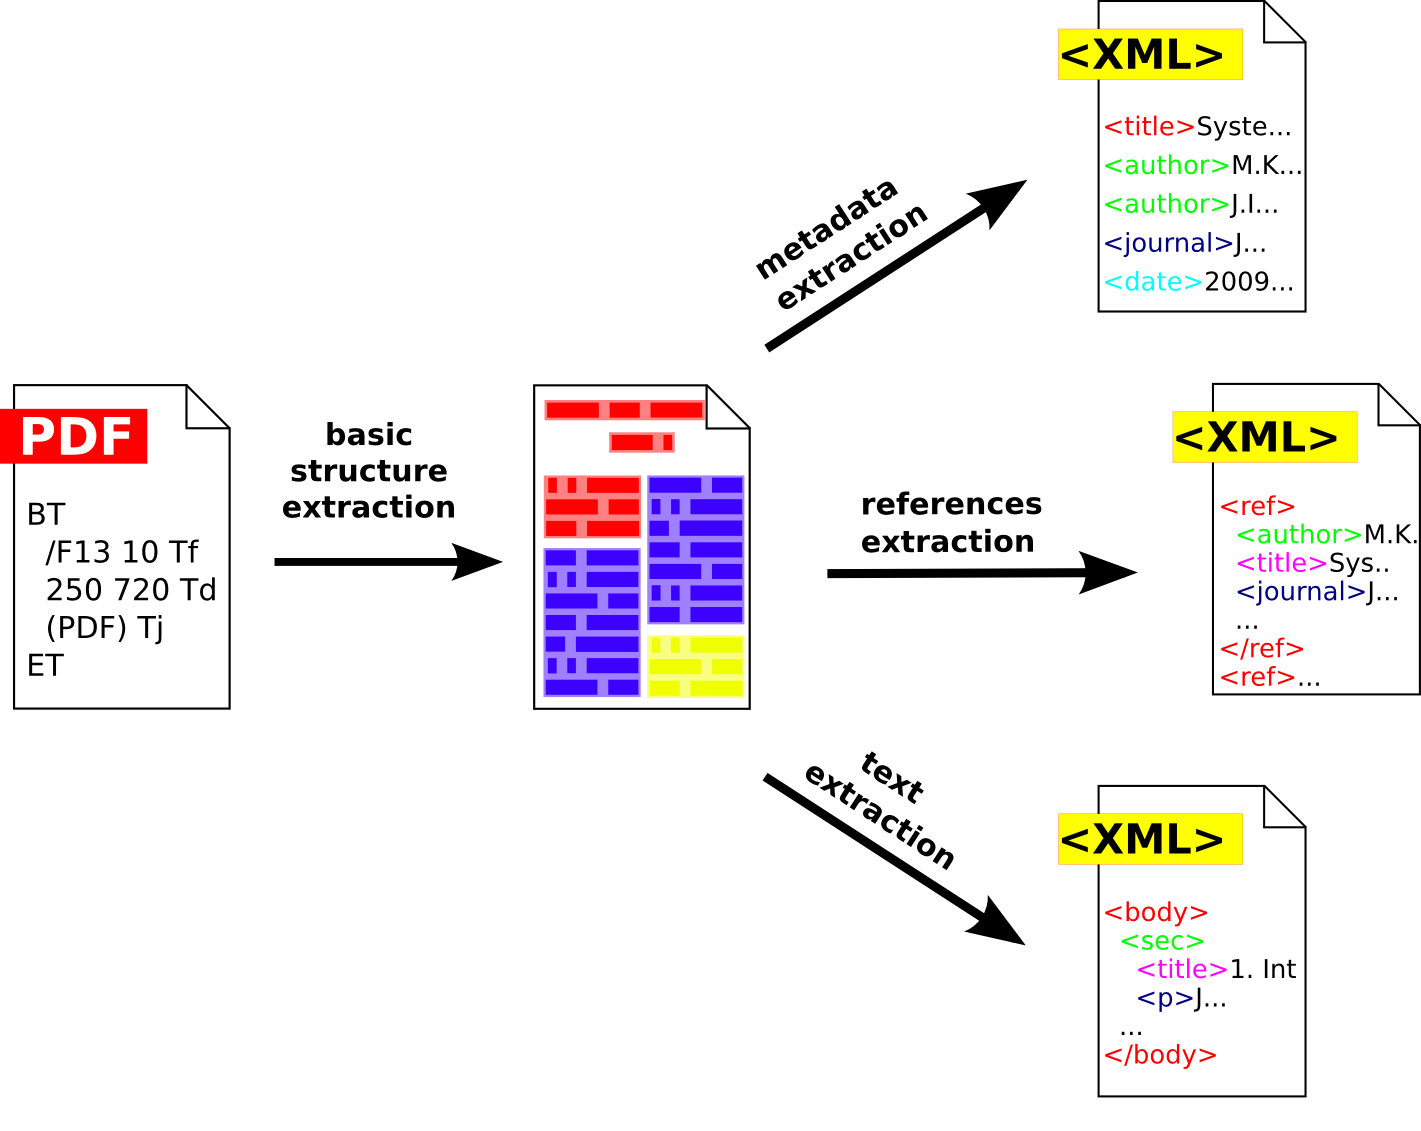 PDF
BT
/F13 10 Tf
250 720 Td
(PDF) Tj
ET
basic
structure
extraction
metadata
extraction
<XML>
<title>Syste...
<author>M.K...
<author>J.I...
<journal>J...
<date>2009...
references
extraction
<XML>
<ref>
<author>M.K.
<title>Sys..
<journal>J...
...
</ref>
<ref>...
text
extraction
<XML>
<body>
<sec>
<title>1. Int
<p>J...
...
</body>